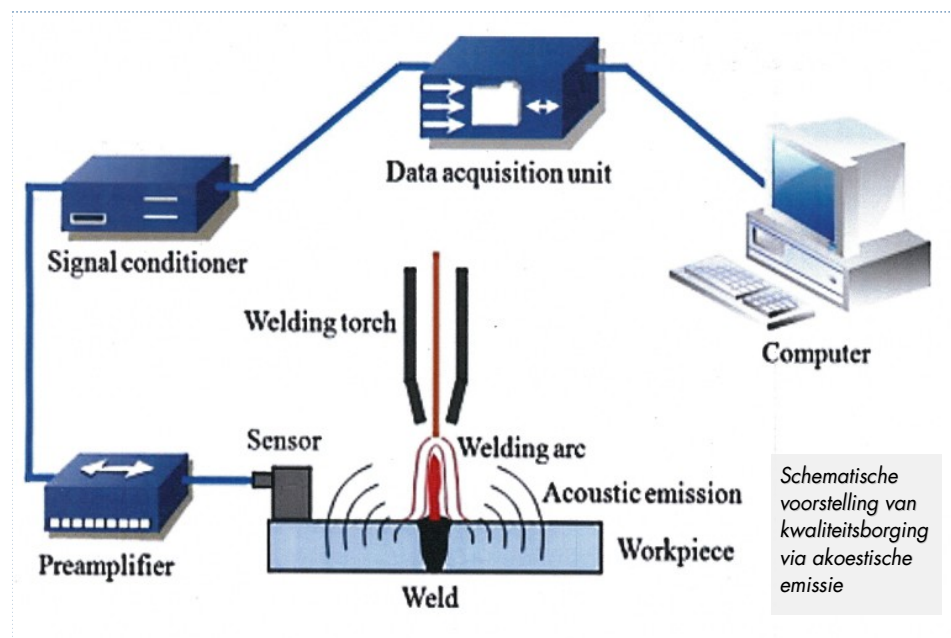 Data acquisition unit
Signal conditioner
Welding torch
Computer
Sensor
Welding arc
Acoustic emission
Preamplifier
Workpiece
Weld
Schematische
voorstelling van
kwaliteitsborging
via akoestische
emissie